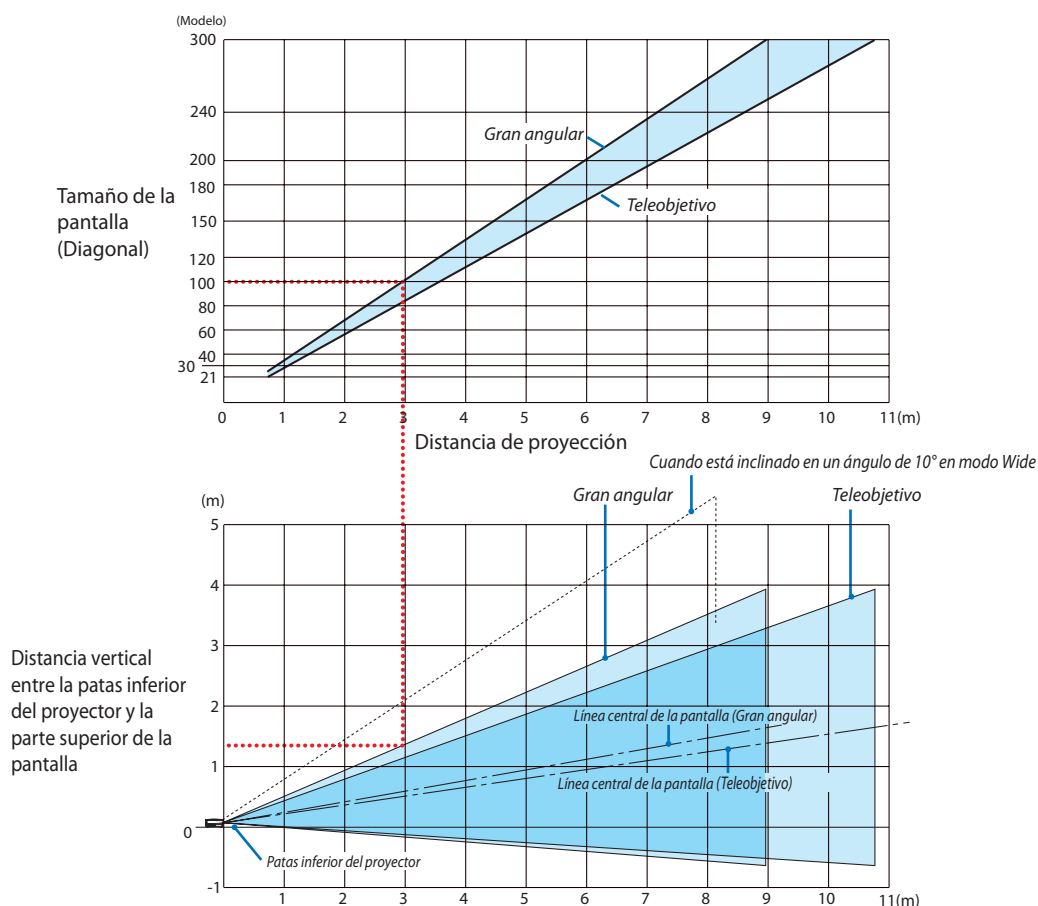 (Modelo)
300
240
200
180
150
120
100
80
60
40
30
21
Tamaño de la
pantalla
(Diagonal)
Gran angular
Teleobjetivo
0 1 2 3 4 5 6 7 8 9 10 11(m)
Distancia de proyección
Cuando está inclinado en un ángulo de 10° en modo Wide
(m)
Gran angular
Teleobjetivo
5
4
3
2
1
0
-1
Distancia vertical
entre la patas inferior
del proyector y la
parte superior de la
pantalla
Línea central de la pantalla (Gran angular)
Línea central de la pantalla (Teleobjetivo)
Patas inferior del proyector
1 2 3 4 5 6 7 8 9 10 11(m)